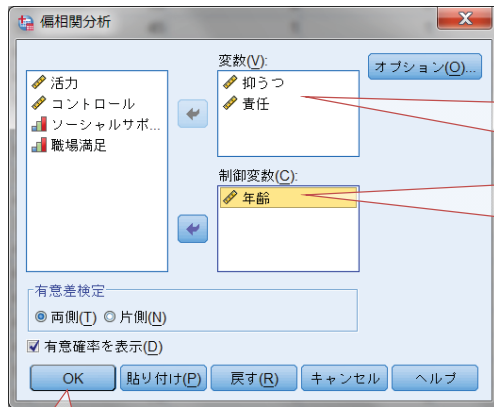 偏相関分析
変数(V):
オプション(O)...
活力
コントロール
ソーシャルサポ...
職場満足
抑うつ
責任
制御変数(C):
年齢
有意差検定
両側(T) 片側(N)
有意確率を表示(D)
OK 貼り付け(P) 戻す(R) キャンセル ヘルプ